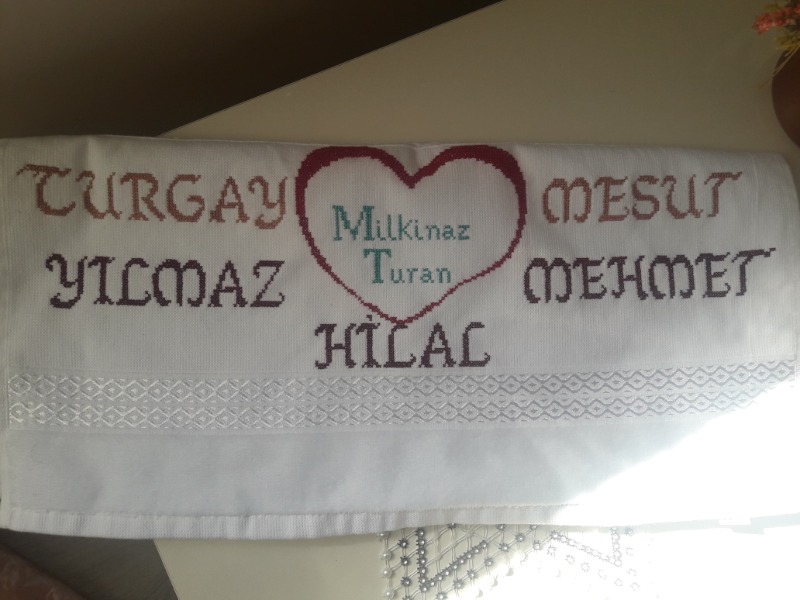 TURGAY
MESUT
Milkinaz
Turan
YILMAZ
MEHMET
HİLAL